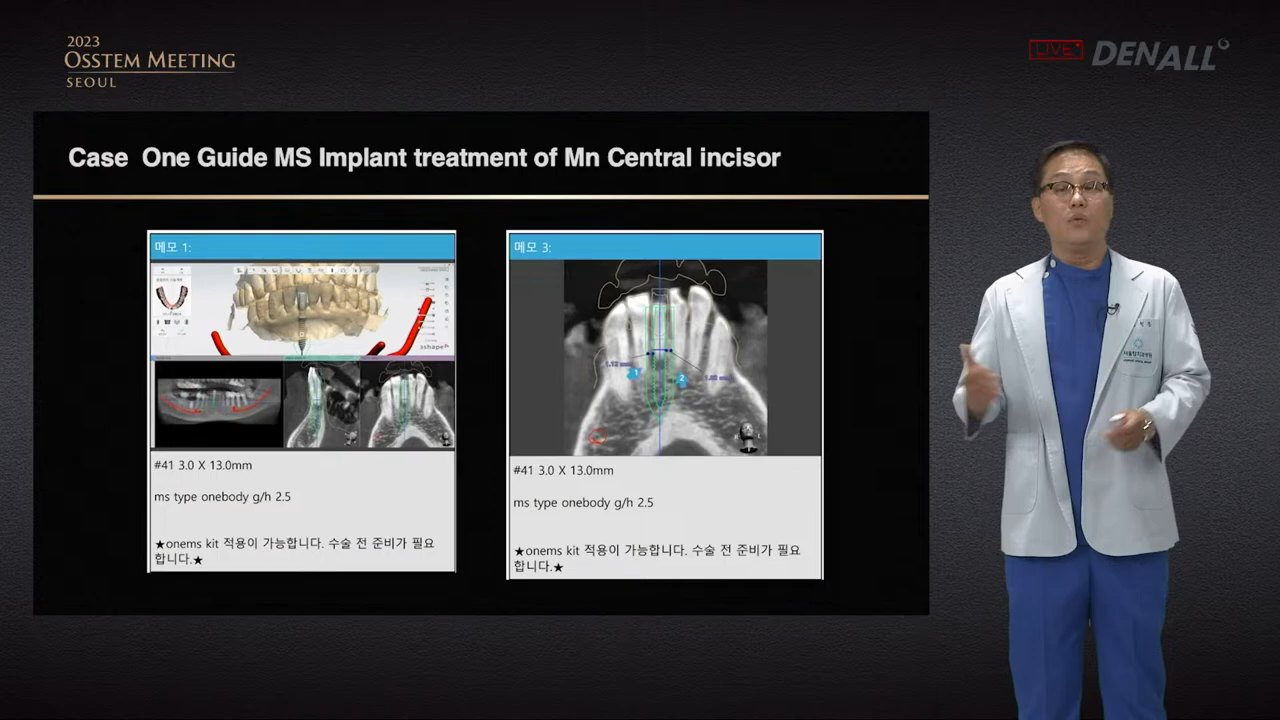 2023
OSSTEM MEETING
SEOUL
LIVE
DENALL
Case One Guide MS Implant treatment of Mn Central incisor
메모 1:
3shape
#41 3.0 X 13.0mm
ms type onebody g/h 2.5
★onems kit 적용이 가능합니다. 수술 전 준비가 필요
합니다.★
메모 3:
1
2
#41 3.0 X 13.0mm
ms type onebody g/h 2.5
★onems kit 적용이 가능합니다. 수술 전 준비가 필요
합니다.★